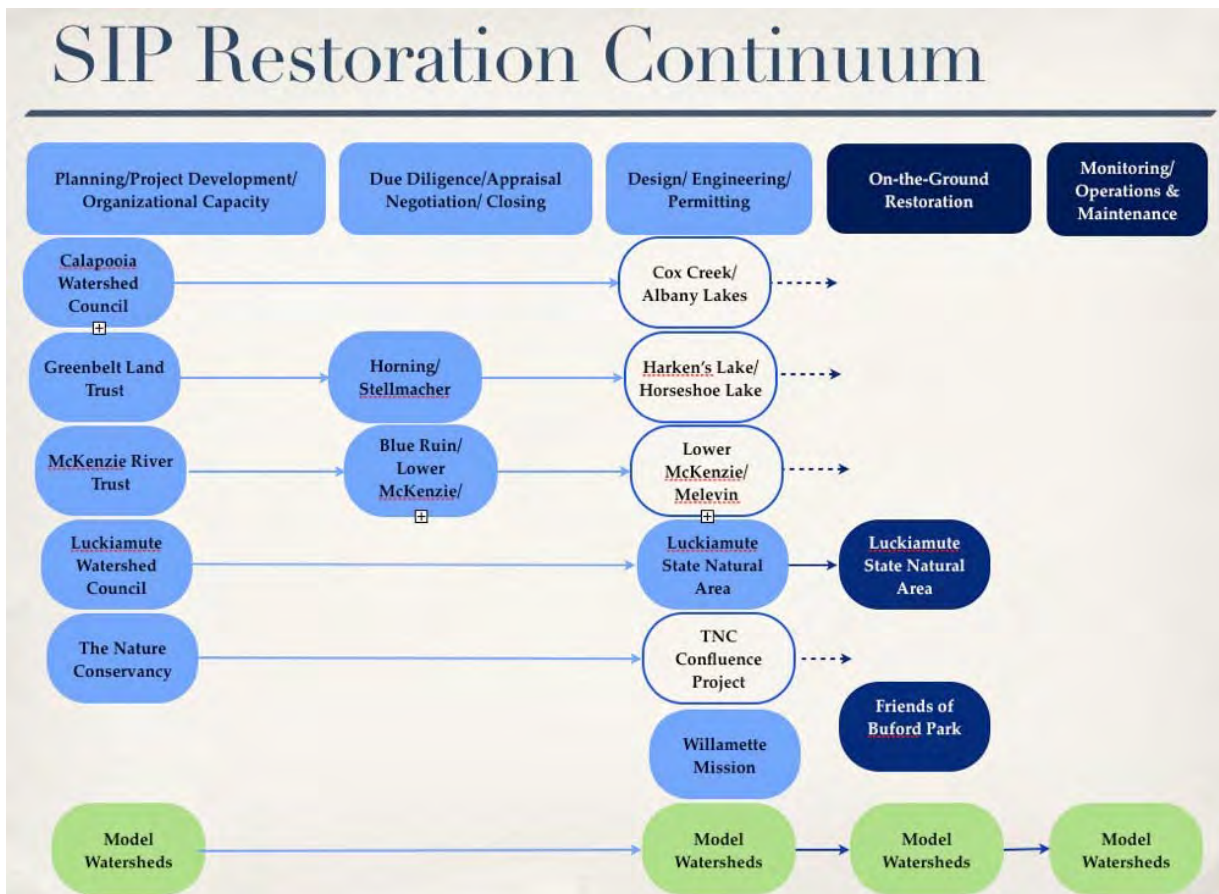 SIP Restoration Continuum
Planning/Project Development/
Organizational Capacity
Due Diligence/Appraisal
Negotiation/ Closing
Design/ Engineering/
Permitting
On-the-Ground
Restoration
Monitoring/
Operations &
Maintenance
Calapooia
Watershed
Council
Cox Creek/
Albany Lakes
Greenbelt Land
Trust
Horning/
Stellmacher
Harken's Lake/
Horseshoe Lake
McKenzie River
Trust
Blue Ruin/
Lower
McKenzie/
Lower
McKenzie/
Melevin
Luckiamute
Watershed
Council
Luckiamute
State Natural
Area
Luckiamute
State Natural
Area
The Nature
Conservancy
TNC
Confluence
Project
Friends of
Buford Park
Willamette
Mission
Model
Watersheds
Model
Watersheds
Model
Watersheds
Model
Watersheds